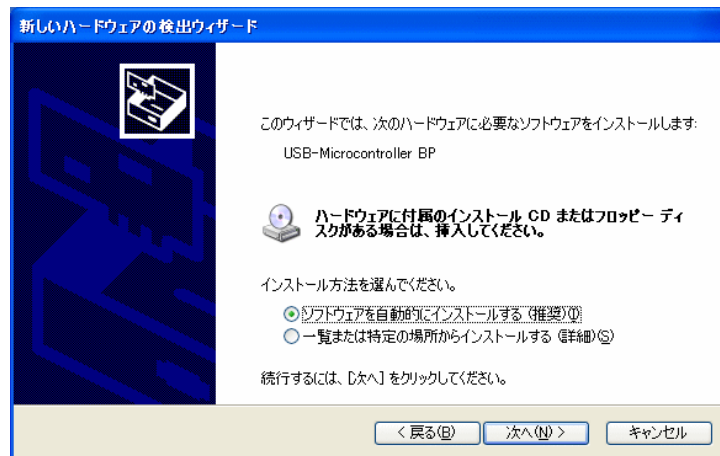 新しいハードウェアの検出ウィザード
このウィザードでは、次のハードウェアに必要なソフトウェアをインストールします:
USB-Microcontroller BP
ハードウェアに付属のインストール CD またはフロッピー ディ
スクがある場合は、挿入してください。
インストール方法を選んでください。
ソフトウェアを自動的にインストールする (推奨)(I)
一覧または特定の場所からインストールする (詳細)(S)
続行するには、[次へ] をクリックしてください。
< 戻る(B)
次へ(N) >
キャンセル